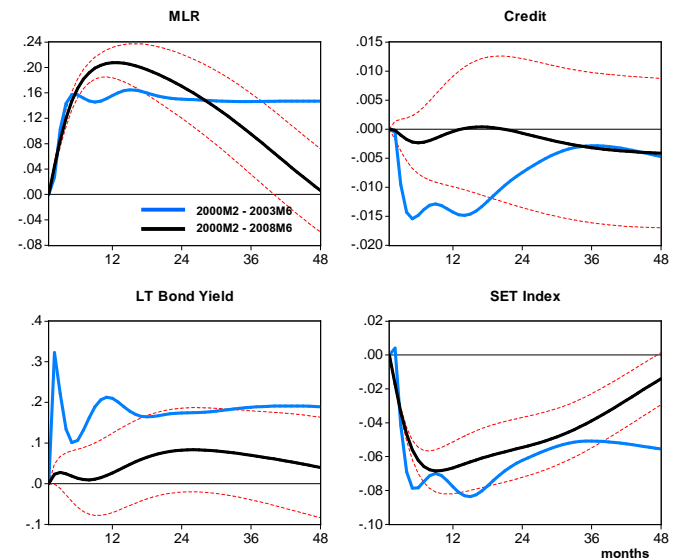 MLR
.24
.20
.16
.12
.08
.04
.00
-.04
-.08
2000M2 - 2003M6
2000M2 - 2008M6
12 24 36 48
Credit
.015
.010
.005
.000
-.005
-.010
-.015
-.020
12 24 36 48
LT Bond Yield
.4
.3
.2
.1
.0
-.1
12 24 36 48
SET Index
.02
.00
-.02
-.04
-.06
-.08
-.10
12 24 36 48
months